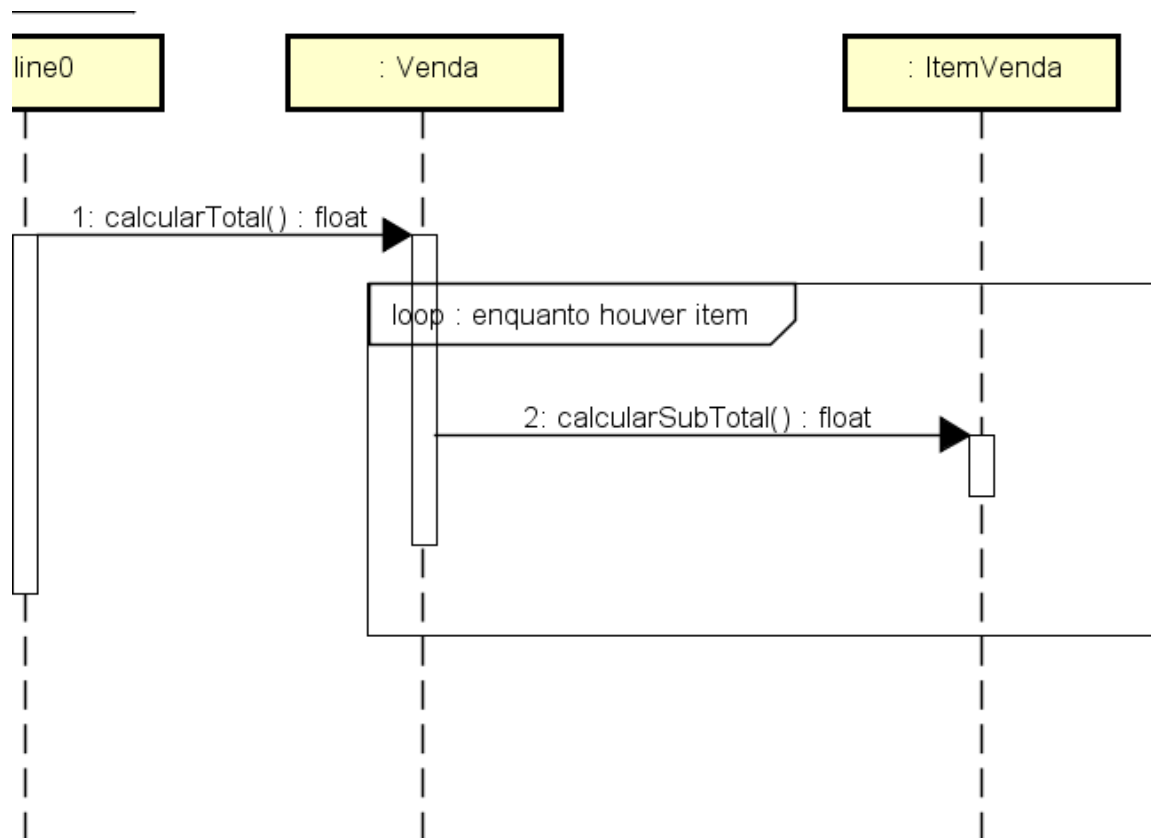 line0
: Venda
: ItemVenda
1: calcularTotal() : float
loop : enquanto houver item
2: calcularSubTotal() : float